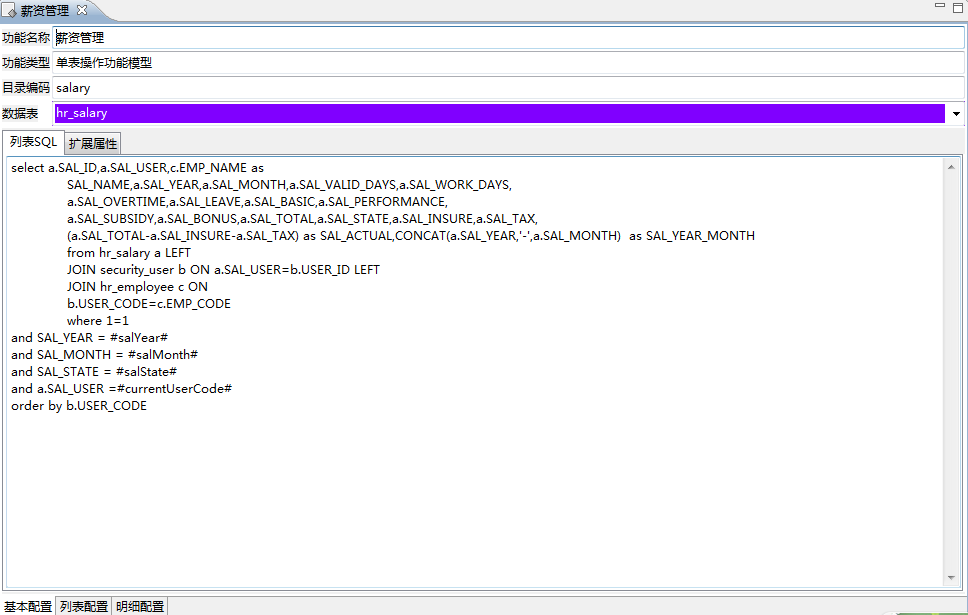 薪资管理
功能名称 薪资管理
功能类型 单表操作功能模型
目录编码 salary
数据表 hr_salary
列表SQL 扩展属性
select a.SAL_ID,a.SAL_USER,c.EMP_NAME as
SAL_NAME,a.SAL_YEAR,a.SAL_MONTH,a.SAL_VALID_DAYS,a.SAL_WORK_DAYS,
a.SAL_OVERTIME,a.SAL_LEAVE,a.SAL_BASIC,a.SAL_PERFORMANCE,
a.SAL_SUBSIDY,a.SAL_BONUS,a.SAL_TOTAL,a.SAL_STATE,a.SAL_INSURE,a.SAL_TAX,
(a.SAL_TOTAL-a.SAL_INSURE-a.SAL_TAX) as SAL_ACTUAL,CONCAT(a.SAL_YEAR,'-',a.SAL_MONTH)  as SAL_YEAR_MONTH
from hr_salary a LEFT
JOIN security_user b ON a.SAL_USER=b.USER_ID LEFT
JOIN hr_employee c ON
b.USER_CODE=c.EMP_CODE
where 1=1
and SAL_YEAR = #salYear#
and SAL_MONTH = #salMonth#
and SAL_STATE = #salState#
and a.SAL_USER =#currentUserCode#
order by b.USER_CODE
基本配置 列表配置 明细配置